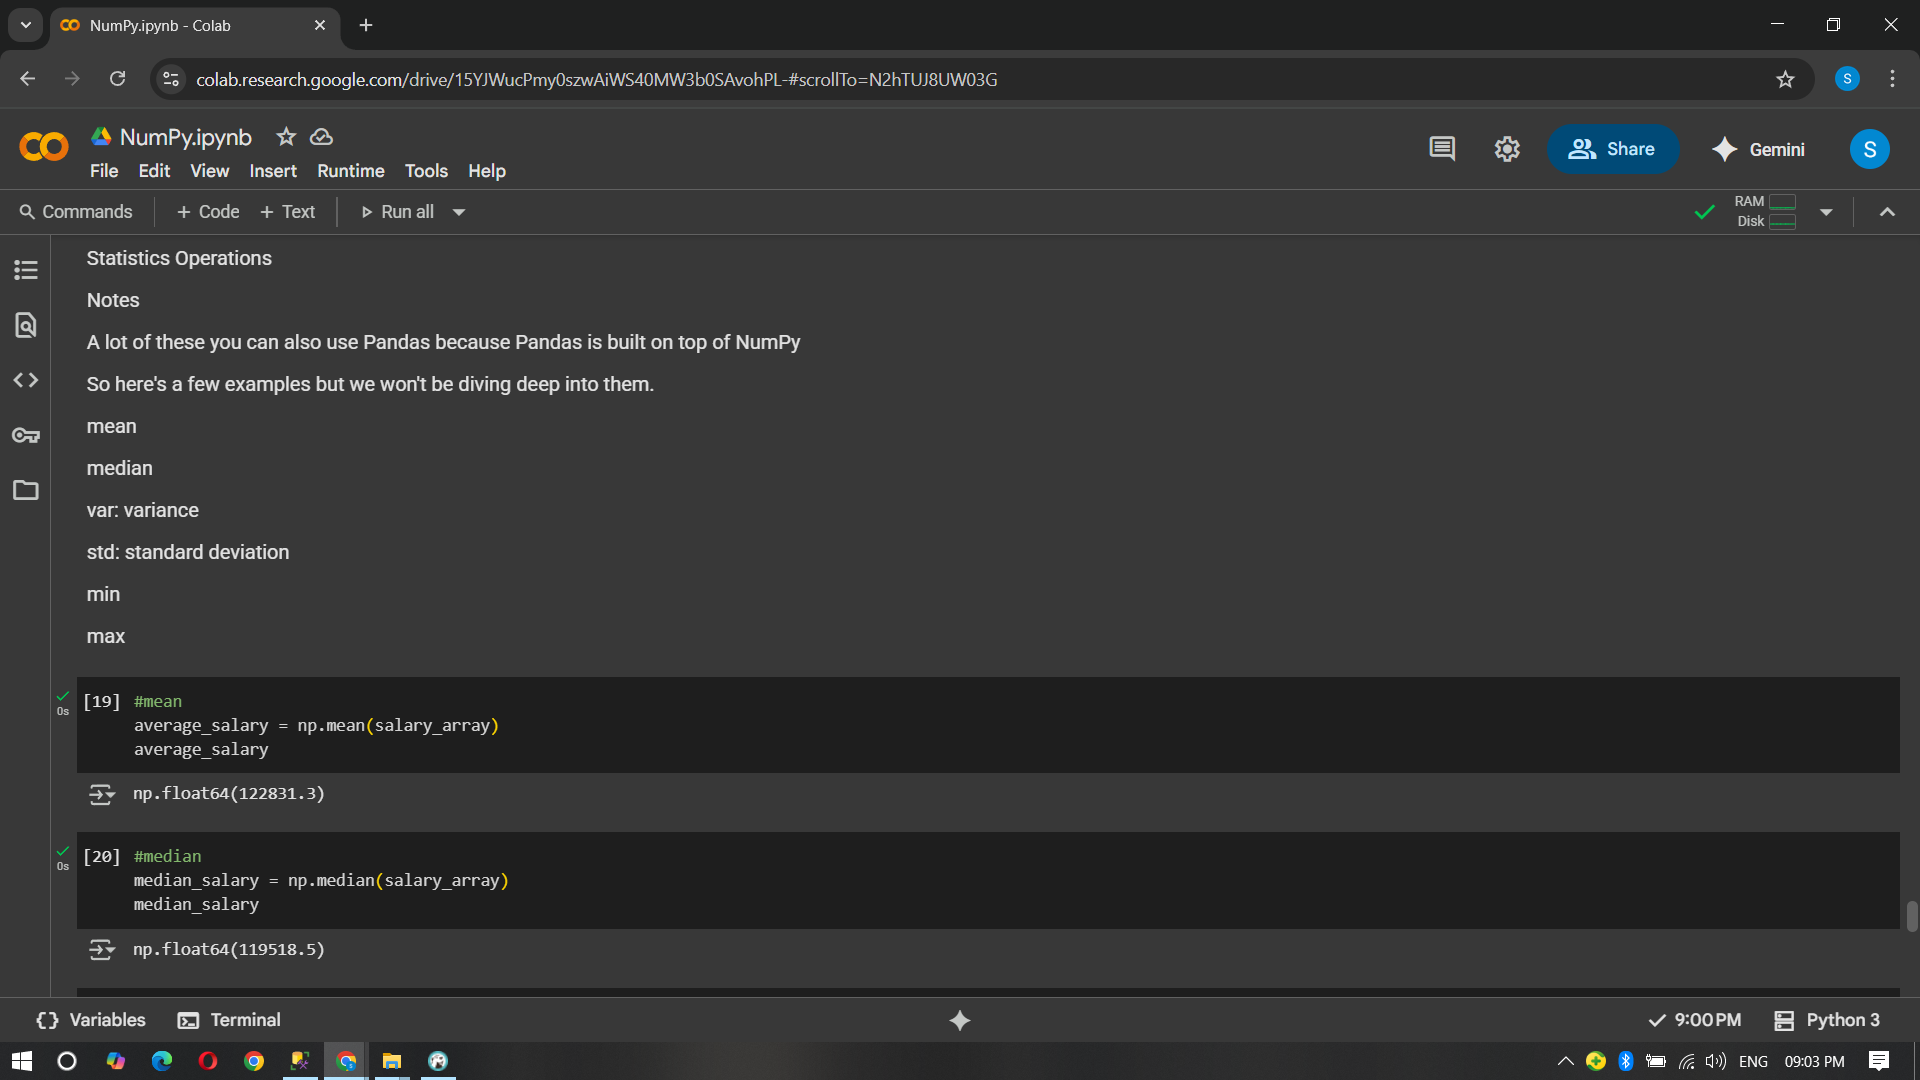 NumPy.ipynb - Colab
colab.research.google.com/drive/15YJWucPmy0szwAiWS40MW3b0SAvohPL-#scrollTo=N2hTUJ8UW03G
S
NumPy.ipynb
File Edit View Insert Runtime Tools Help
Share
Gemini
S
Commands
+ Code + Text
Run all
RAM
Disk
Statistics Operations
Notes
A lot of these you can also use Pandas because Pandas is built on top of NumPy
So here's a few examples but we won't be diving deep into them.
mean
median
var: variance
std: standard deviation
min
max
0s
[19] #mean
average_salary = np.mean(salary_array)
average_salary
np.float64(122831.3)
0s
[20] #median
median_salary = np.median(salary_array)
median_salary
np.float64(119518.5)
Variables Terminal
9:00 PM Python 3
ENG 09:03 PM